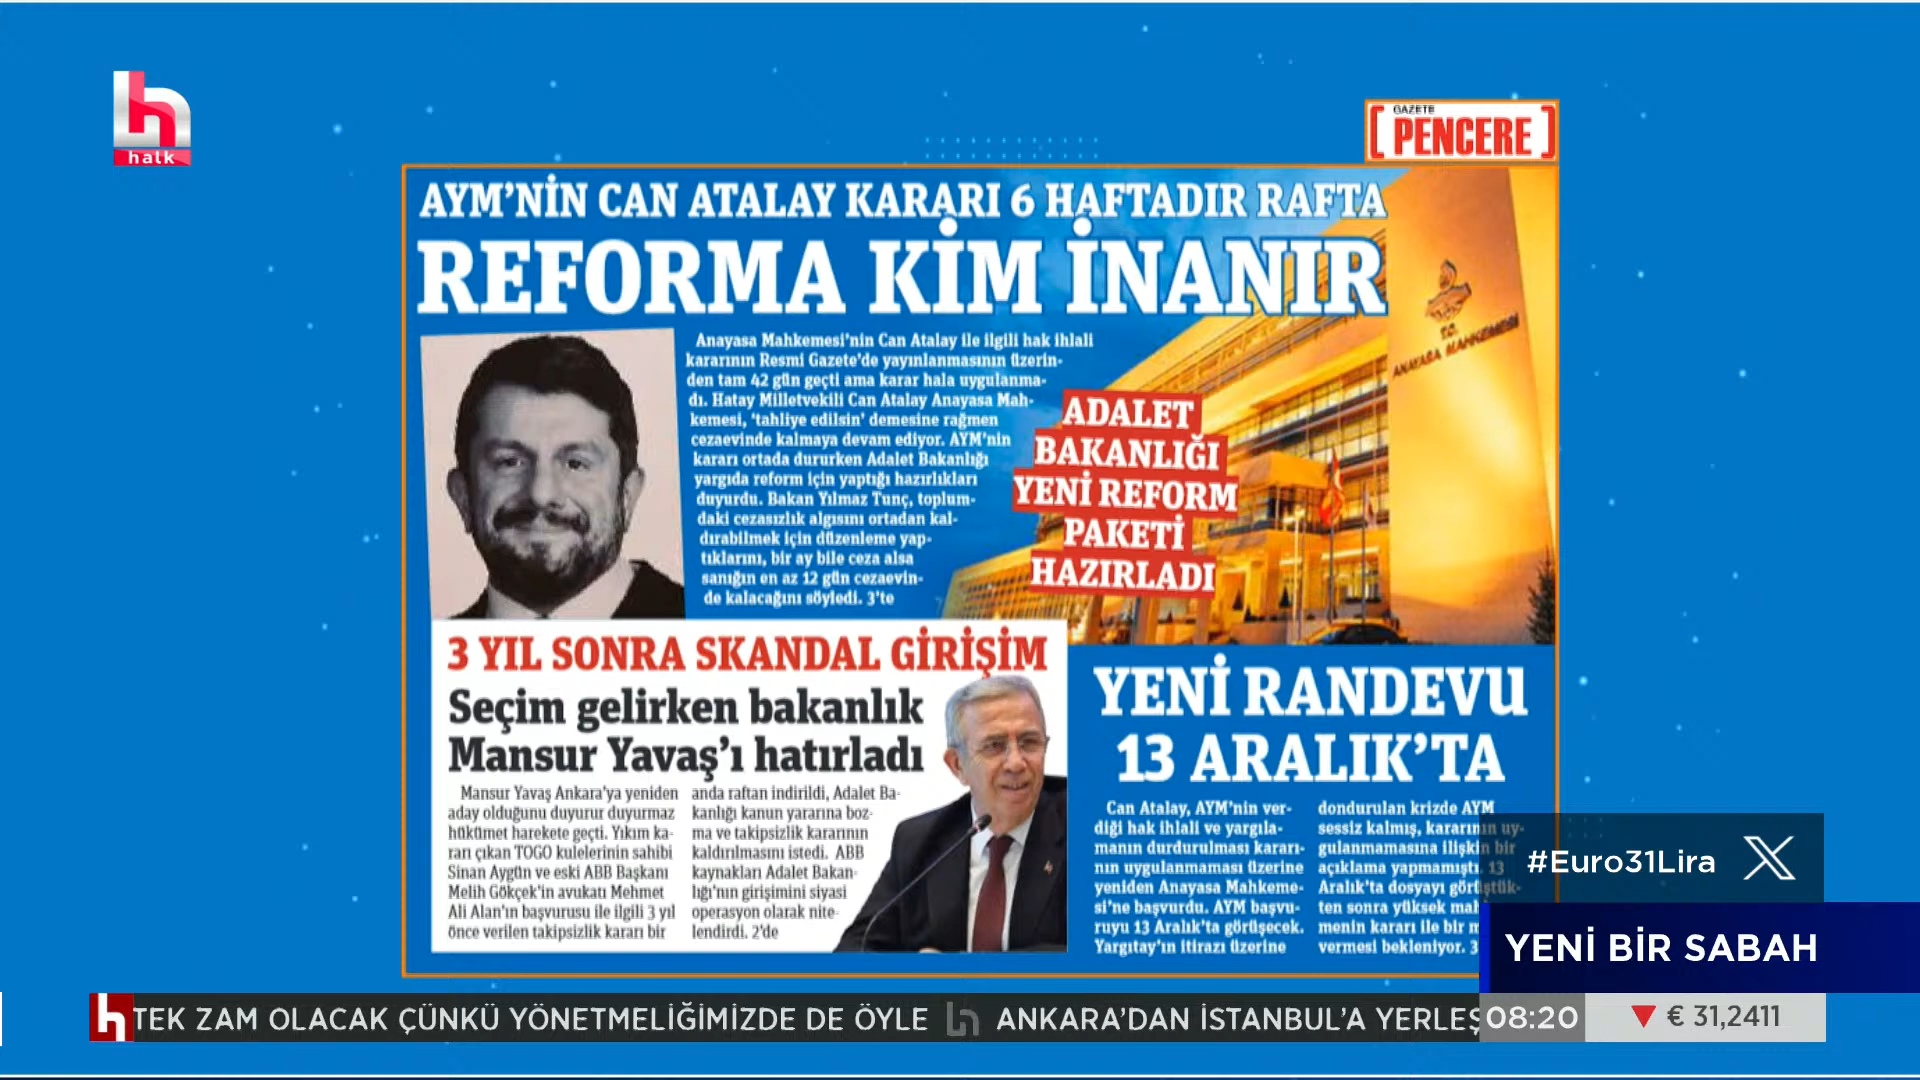 h
halk
GAZETE
[ PENCERE ]
AYM'NİN CAN ATALAY KARARI 6 HAFTADIR RAFTA
REFORMA KİM İNANIR
Anayasa Mahkemesi'nin Can Atalay ile ilgili hak ihlali
kararının Resmi Gazete'de yayınlanmasının üzerin-
den tam 42 gün geçti ama karar hala uygulanma-
dı. Hatay Milletvekili Can Atalay Anayasa Mah-
kemesi, 'tahliye edilsin' demesine rağmen
cezaevinde kalmaya devam ediyor. AYM'nin
kararı ortada dururken Adalet Bakanlığı
yargıda reform için yaptığı hazırlıkları
duyurdu. Bakan Yılmaz Tunç, toplum-
daki cezasızlık algısını ortadan kal-
dırabilmek için düzenleme yap-
tıklarını, bir ay bile ceza alsa
sanığın en az 12 gün cezaevin-
de kalacağını söyledi. 3'te
ADALET
BAKANLIĞI
YENİ REFORM
PAKETİ
HAZIRLADI
T.C.
ANAYASA MAHKEMESİ
3 YIL SONRA SKANDAL GİRİŞİM
Seçim gelirken bakanlık
Mansur Yavaş'ı hatırladı
Mansur Yavaş Ankara'ya yeniden
aday olduğunu duyurur duyurmaz
hükümet harekete geçti. Yıkım ka-
rarı çıkan TOGO kulelerinin sahibi
Sinan Aygün ve eski ABB Başkanı
Melih Gökçek'in avukatı Mehmet
Ali Alan'ın başvurusu ile ilgili 3 yıl
önce verilen takipsizlik kararı bir
anda raftan indirildi, Adalet Ba-
kanlığı kanun yararına boz-
ma ve takipsizlik kararının
kaldırılmasını istedi. ABB
kaynakları Adalet Bakan-
lığı'nın girişimini siyasi
operasyon olarak nite-
lendirdi. 2'de
YENİ RANDEVU
13 ARALIK'TA
Can Atalay, AYM'nin ver-
diği hak ihlali ve yargıla-
manın durdurulması kararı-
nın uygulanmaması üzerine
yeniden Anayasa Mahkeme-
si'ne başvurdu. AYM başvu-
ruyu 13 Aralık'ta görüşecek.
Yargıtay'ın itirazı üzerine
dondurulan krizde AYM
sessiz kalmış, kararının uy-
gulanmamasına ilişkin bir
açıklama yapmamıştı. 13
Aralık'ta dosyayı görüştük-
ten sonra yüksek mah
menin kararı ile bir m
vermesi bekleniyor. 3
#Euro31Lira X
YENİ BİR SABAH
h TEK ZAM OLACAK ÇÜNKÜ YÖNETMELİĞİMİZDE DE ÖYLE h ANKARA'DAN İSTANBUL'A YERLEŞ 08:20 ▼ € 31,2411